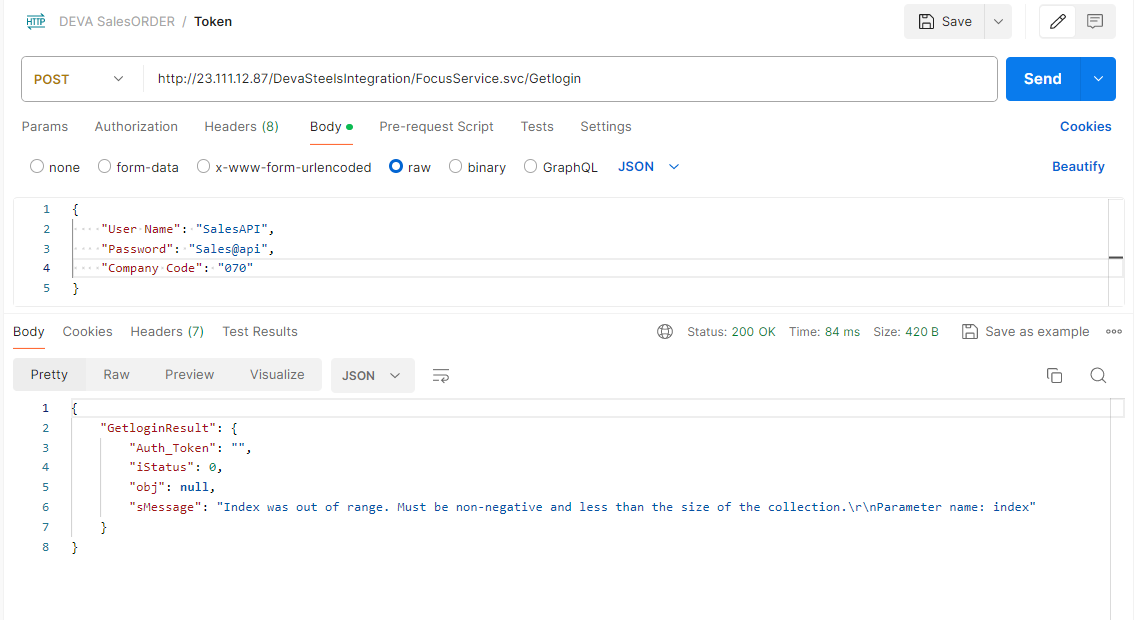 HTTP DEVA SalesORDER / Token Save
POST http://23.111.12.87/DevaSteelsIntegration/FocusService.svc/Getlogin Send
Params Authorization Headers (8) Body Pre-request Script Tests Settings Cookies
none form-data x-www-form-urlencoded raw binary GraphQL JSON Beautify
1 {
2 "User Name": "SalesAPI",
3 "Password": "Sales@api",
4 "Company Code": "070"
5 }
Body Cookies Headers (7) Test Results Status: 200 OK Time: 84 ms Size: 420 B Save as example
Pretty Raw Preview Visualize JSON
1 {
2 "GetloginResult": {
3 "Auth_Token": "",
4 "iStatus": 0,
5 "obj": null,
6 "sMessage": "Index was out of range. Must be non-negative and less than the size of the collection.\r\nParameter name: index"
7 }
8 }